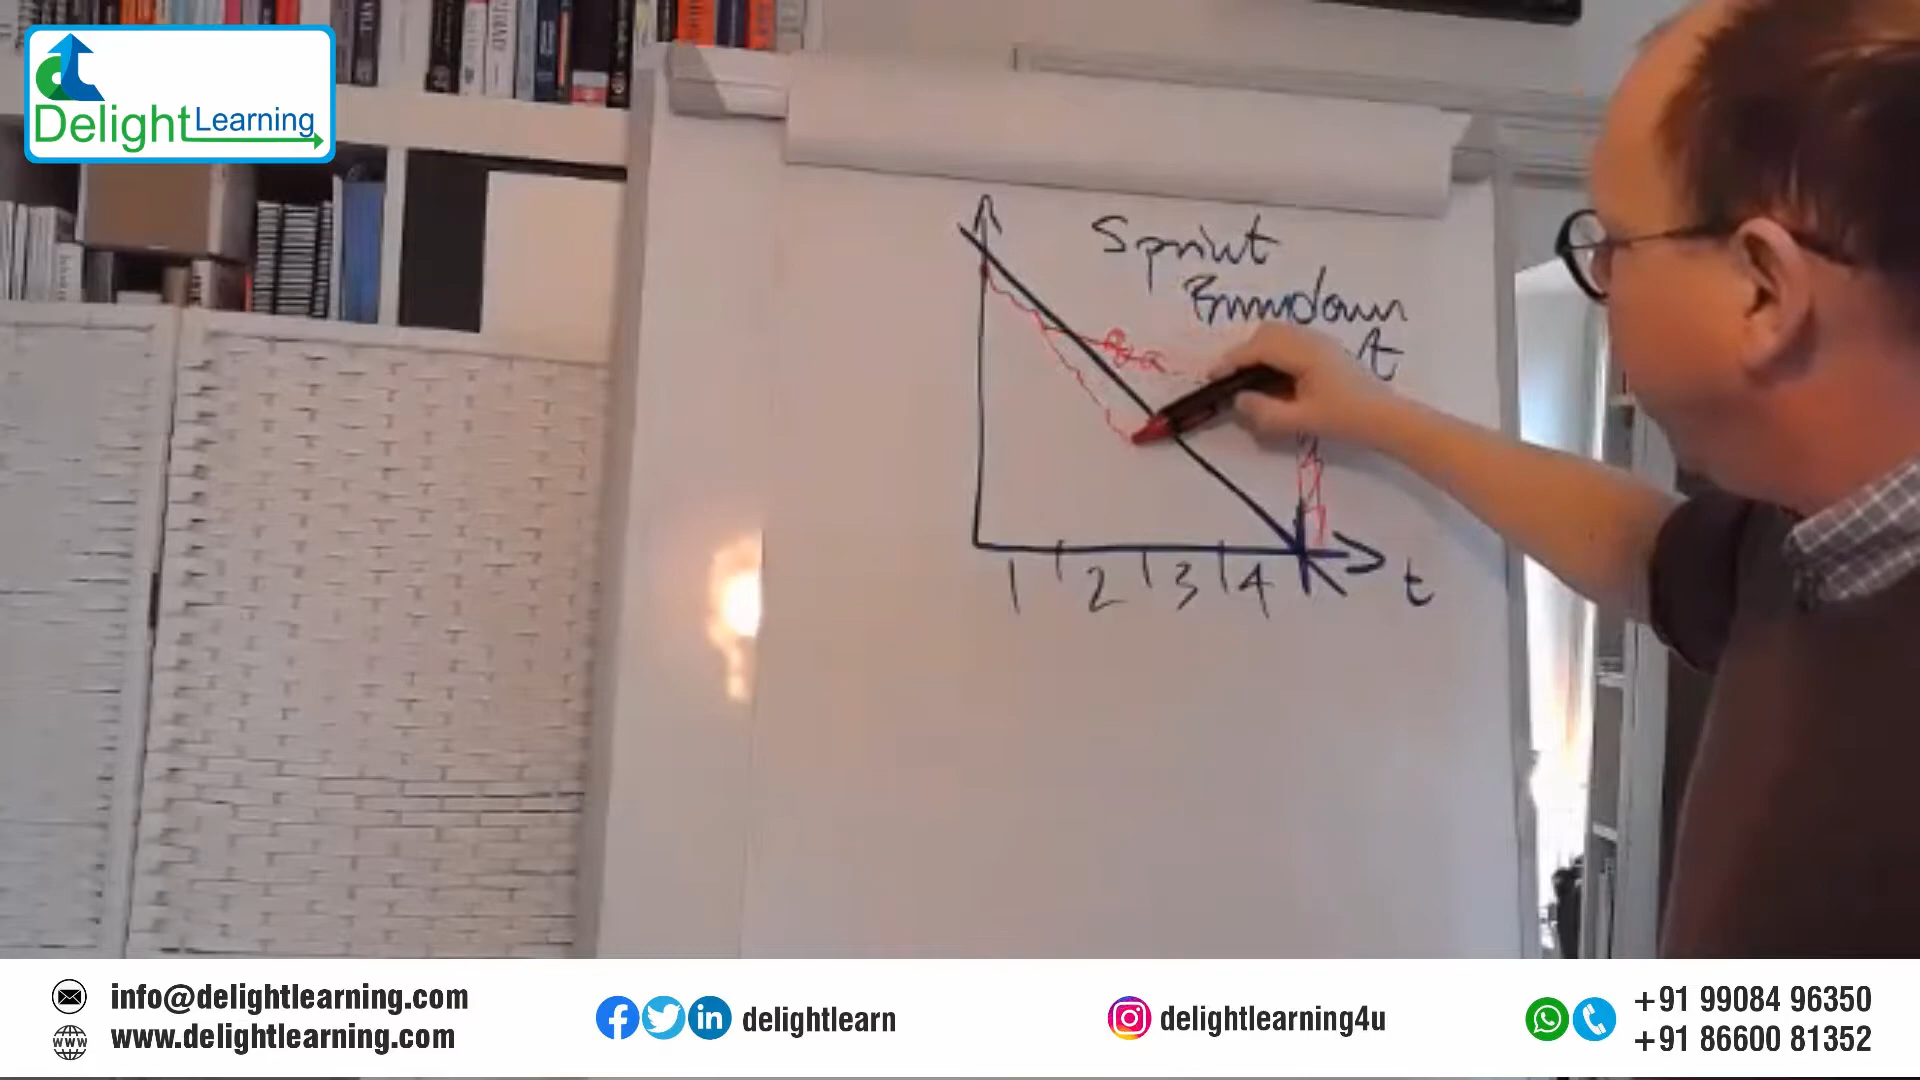 Delight Learning
Sprint
Burndown
1 2 3 4 t
info@delightlearning.com
www.delightlearning.com
delightlearn
delightlearning4u
+91 99084 96350
+91 86600 81352